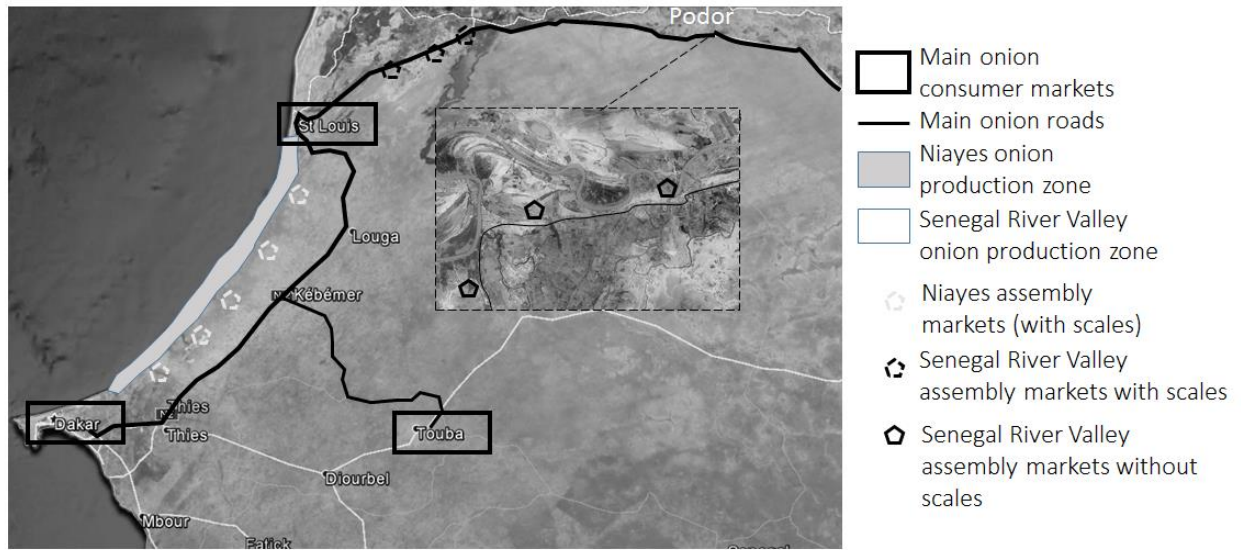 Podor
St Louis
Louga
Kébémer
Thies
Dakar
Thies
Touba
Diourbel
Mbour
Fatick
Main onion
consumer markets
Main onion roads
Niayes onion
production zone
Senegal River Valley
onion production zone
Niayes assembly
markets (with scales)
Senegal River Valley
assembly markets with scales
Senegal River Valley
assembly markets without
scales